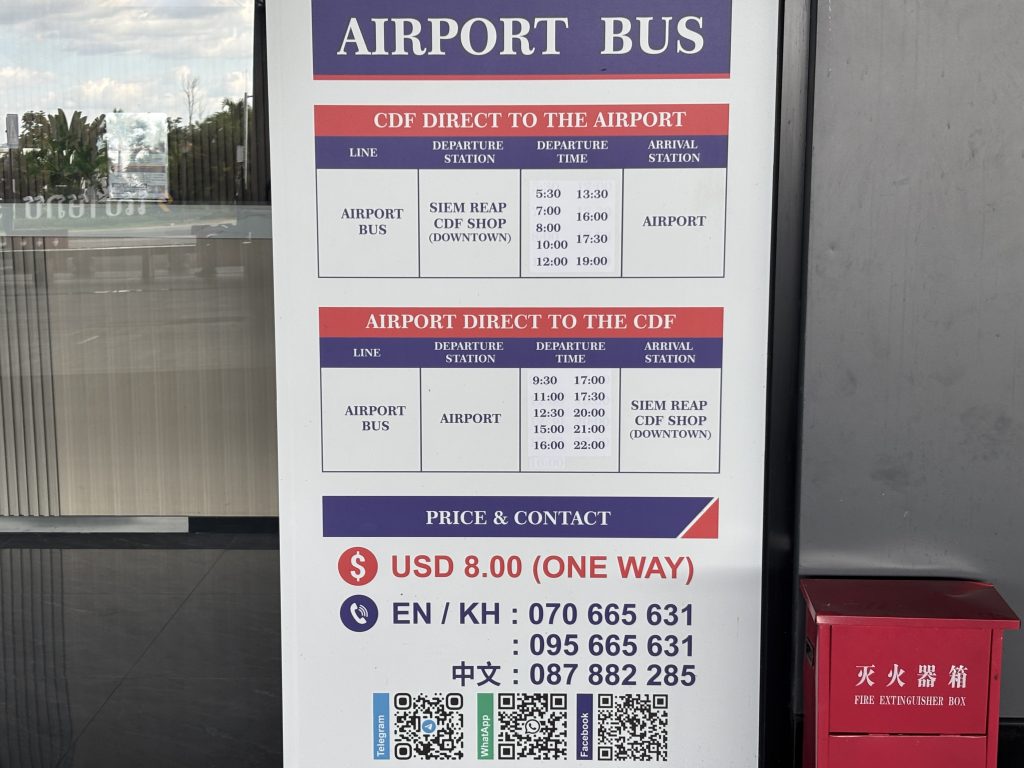 AIRPORT BUS
CDF DIRECT TO THE AIRPORT
LINE DEPARTURE STATION DEPARTURE TIME ARRIVAL STATION
AIRPORT BUS
SIEM REAP
CDF SHOP
(DOWNTOWN)
5:30 13:30
7:00 16:00
8:00 17:30
10:00 19:00
12:00
AIRPORT
AIRPORT DIRECT TO THE CDF
LINE DEPARTURE STATION DEPARTURE TIME ARRIVAL STATION
AIRPORT BUS
AIRPORT
9:30 17:00
11:00 17:30
12:30 20:00
15:00 21:00
16:00 22:00
SIEM REAP
CDF SHOP
(DOWNTOWN)
PRICE & CONTACT
$ USD 8.00 (ONE WAY)
EN / KH : 070 665 631
: 095 665 631
中文 : 087 882 285
Telegram
WhatApp
Facebook
灭火器箱
FIRE EXTINGUISHER BOX